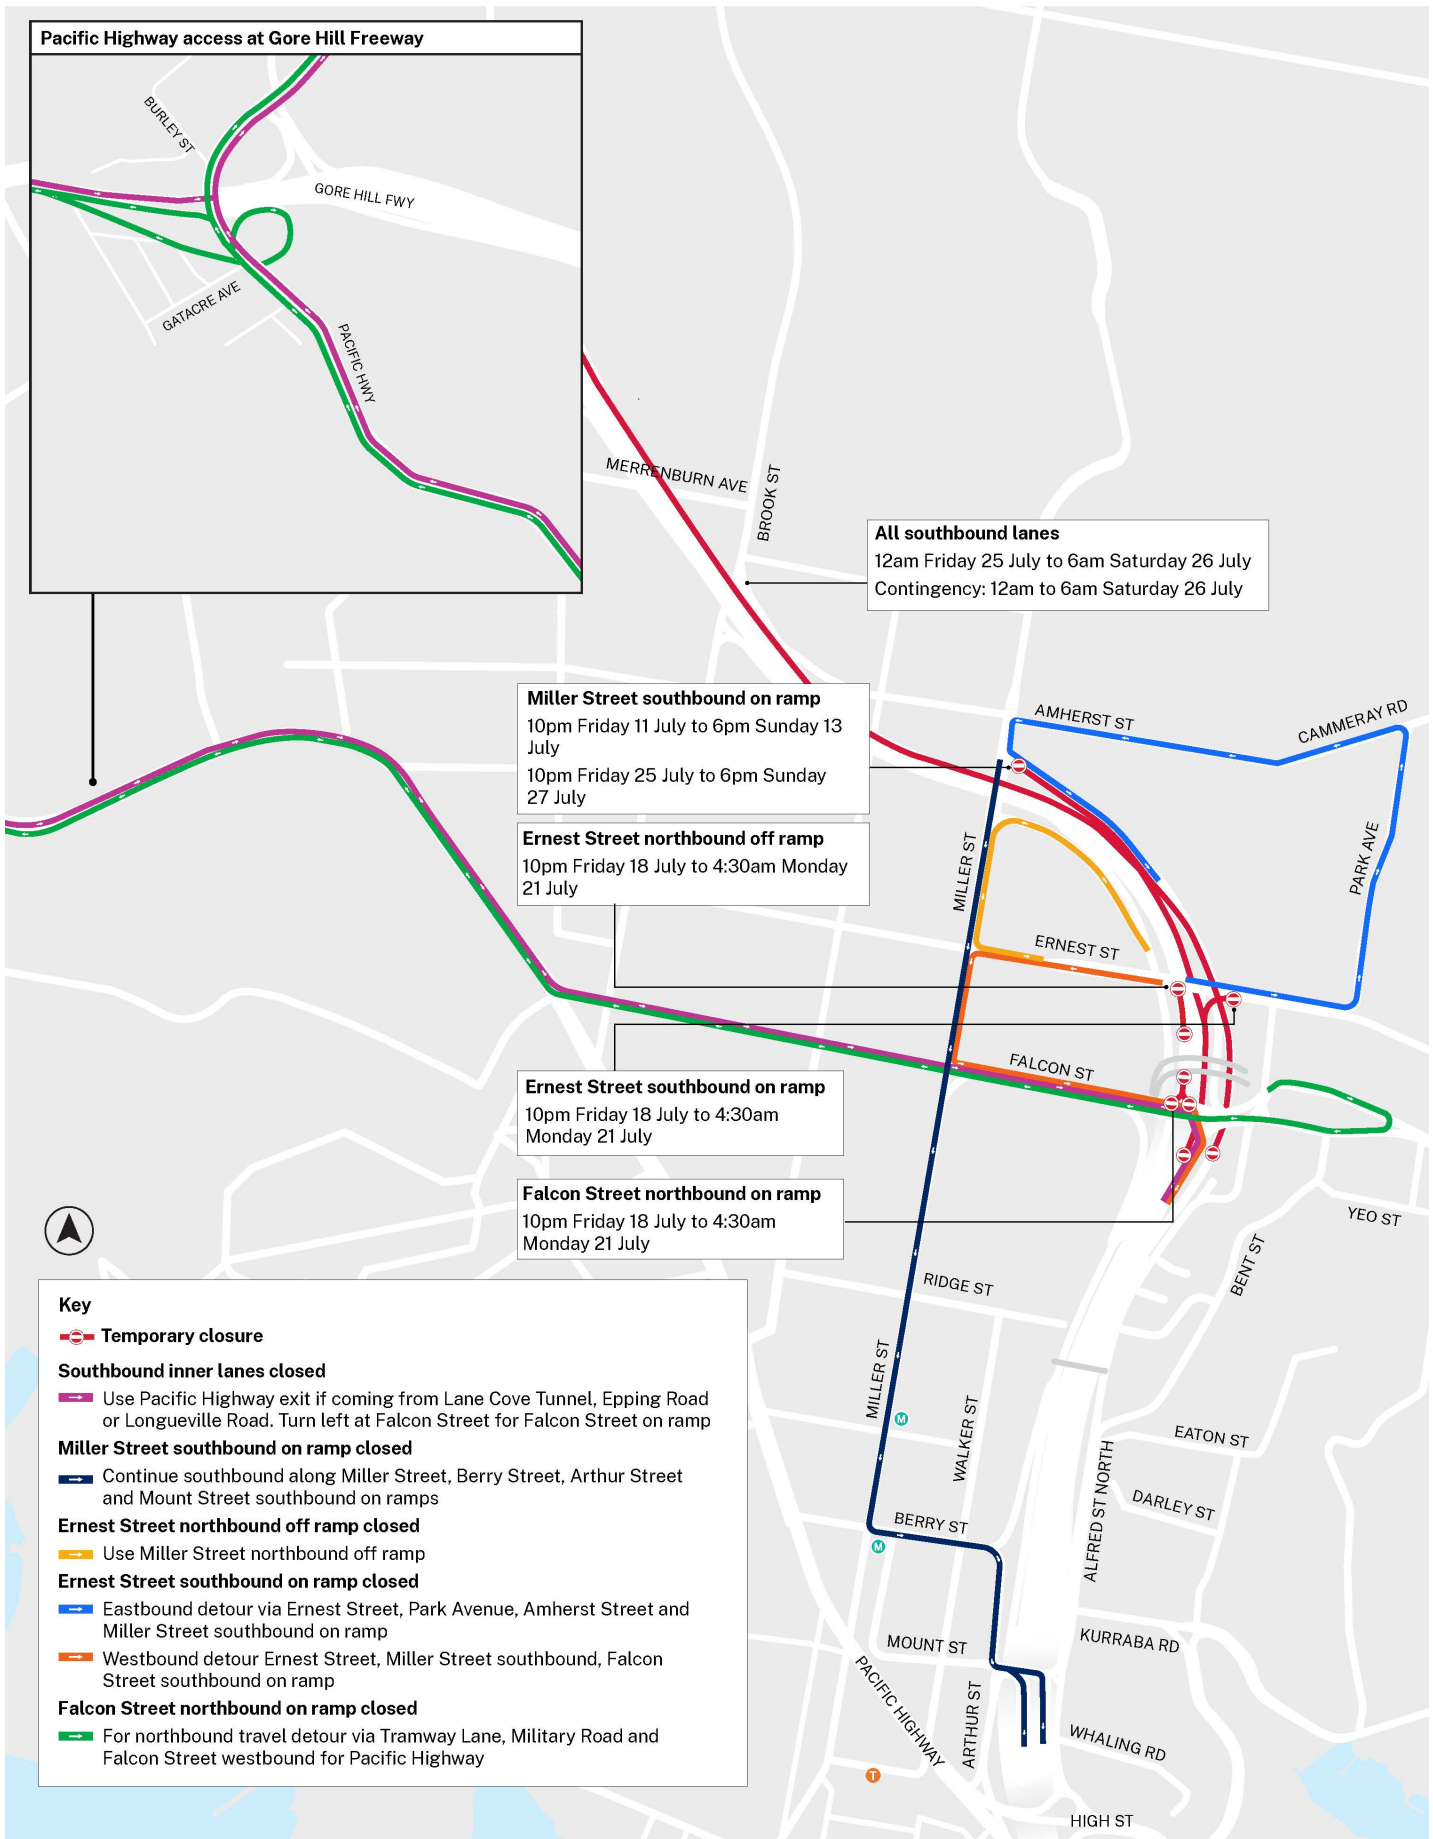 Pacific Highway access at Gore Hill Freeway
BURLEY ST
GORE HILL FWY
GATACRE AVE
PACIFIC HWY
MERRENBURN AVE
BROOK ST
All southbound lanes
12am Friday 25 July to 6am Saturday 26 July
Contingency: 12am to 6am Saturday 26 July
Miller Street southbound on ramp
10pm Friday 11 July to 6pm Sunday 13
July
10pm Friday 25 July to 6pm Sunday
27 July
AMHERST ST
CAMMERAY RD
Ernest Street northbound off ramp
10pm Friday 18 July to 4:30am Monday
21 July
MILLER ST
PARK AVE
ERNEST ST
FALCON ST
Ernest Street southbound on ramp
10pm Friday 18 July to 4:30am
Monday 21 July
Falcon Street northbound on ramp
10pm Friday 18 July to 4:30am
Monday 21 July
YEO ST
BENT ST
RIDGE ST
MILLER ST
M
WALKER ST
EATON ST
ALFRED ST NORTH
DARLEY ST
BERRY ST
M
MOUNT ST
KURRABA RD
PACIFIC HIGHWAY
ARTHUR ST
WHALING RD
T
HIGH ST
Key
Temporary closure
Southbound inner lanes closed
Use Pacific Highway exit if coming from Lane Cove Tunnel, Epping Road
or Longueville Road. Turn left at Falcon Street for Falcon Street on ramp
Miller Street southbound on ramp closed
Continue southbound along Miller Street, Berry Street, Arthur Street
and Mount Street southbound on ramps
Ernest Street northbound off ramp closed
Use Miller Street northbound off ramp
Ernest Street southbound on ramp closed
Eastbound detour via Ernest Street, Park Avenue, Amherst Street and
Miller Street southbound on ramp
Westbound detour Ernest Street, Miller Street southbound, Falcon
Street southbound on ramp
Falcon Street northbound on ramp closed
For northbound travel detour via Tramway Lane, Military Road and
Falcon Street westbound for Pacific Highway